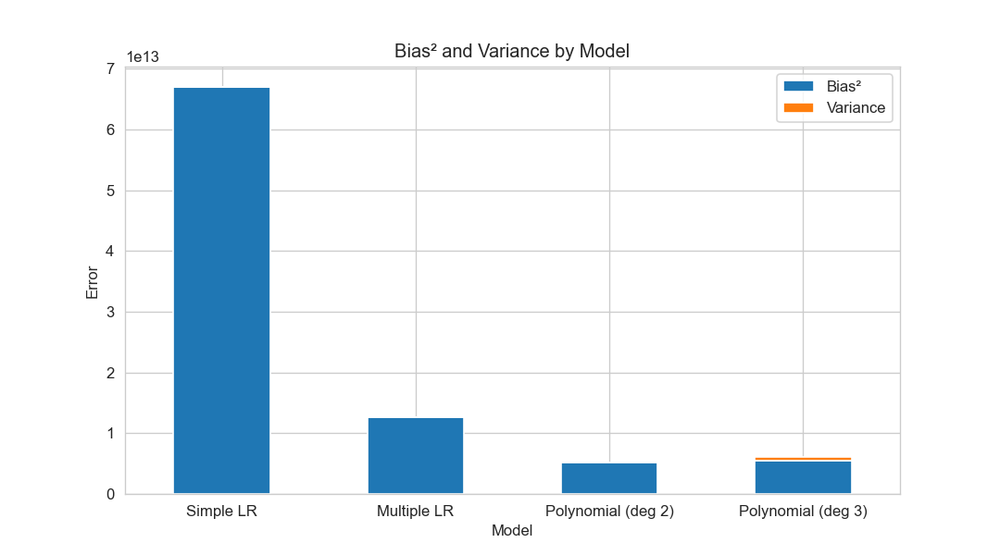 Bias² and Variance by Model
1e13
7
6
5
4
3
2
1
0
Error
Bias²
Variance
Simple LR
Multiple LR
Polynomial (deg 2)
Polynomial (deg 3)
Model